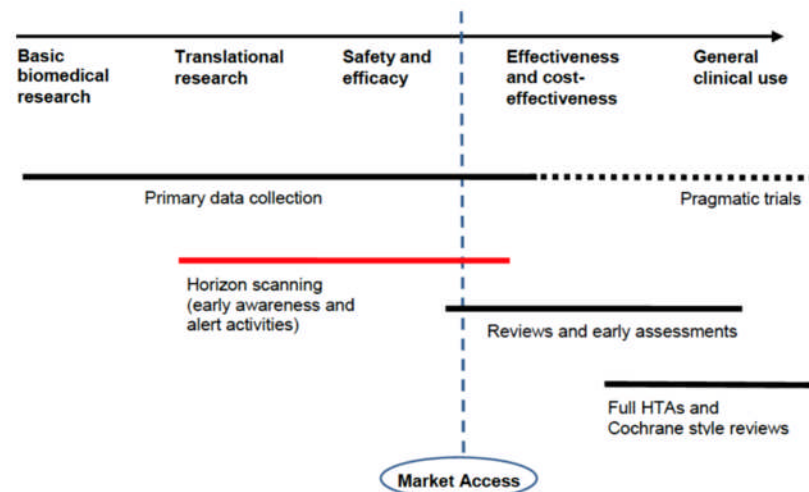 Basic
biomedical
research
Translational
research
Safety and
efficacy
Effectiveness
and cost-
effectiveness
General
clinical use
Primary data collection
Pragmatic trials
Horizon scanning
(early awareness and
alert activities)
Reviews and early assessments
Full HTAs and
Cochrane style reviews
Market Access